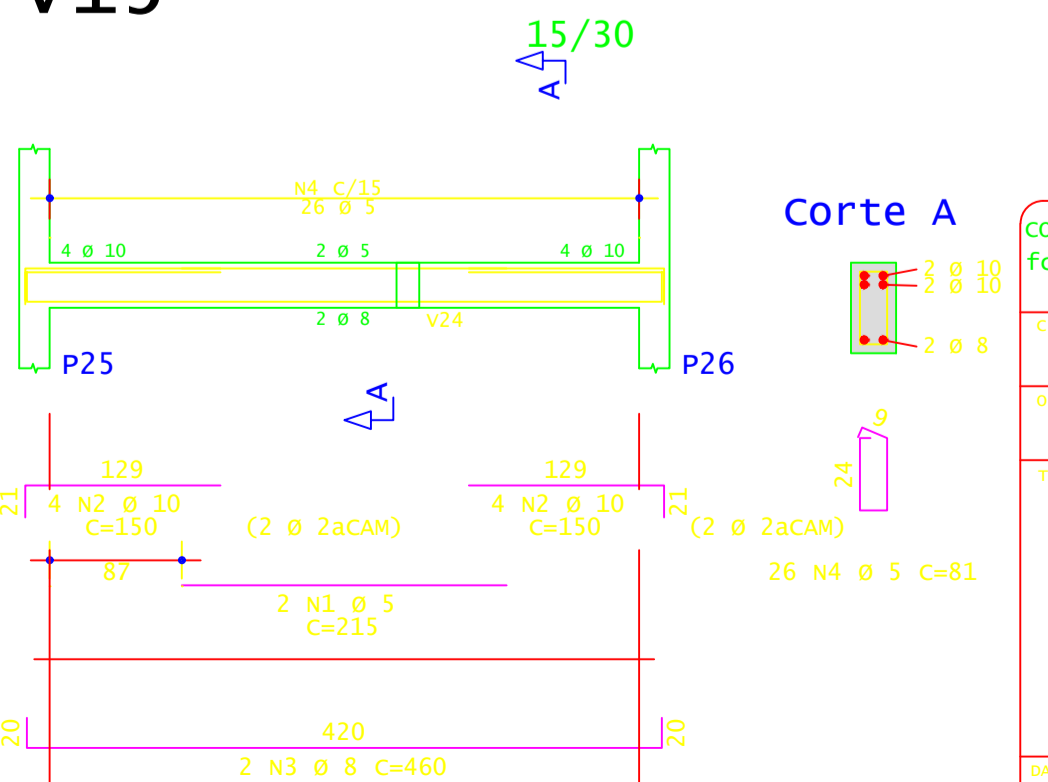 15/30
A
N4 C/15
26 Ø 5
Corte A
4 Ø 10 2 Ø 5 4 Ø 10
2 Ø 10
2 Ø 10
2 Ø 8 V24
2 Ø 8
P25 P26
A
9
129 129
24
21 4 N2 Ø 10 4 N2 Ø 10 21
C=150 (2 Ø 2aCAM) C=150 (2 Ø 2aCAM)
87
26 N4 Ø 5 C=81
2 N1 Ø 5
C=215
20 420 20
2 N3 Ø 8 C=460